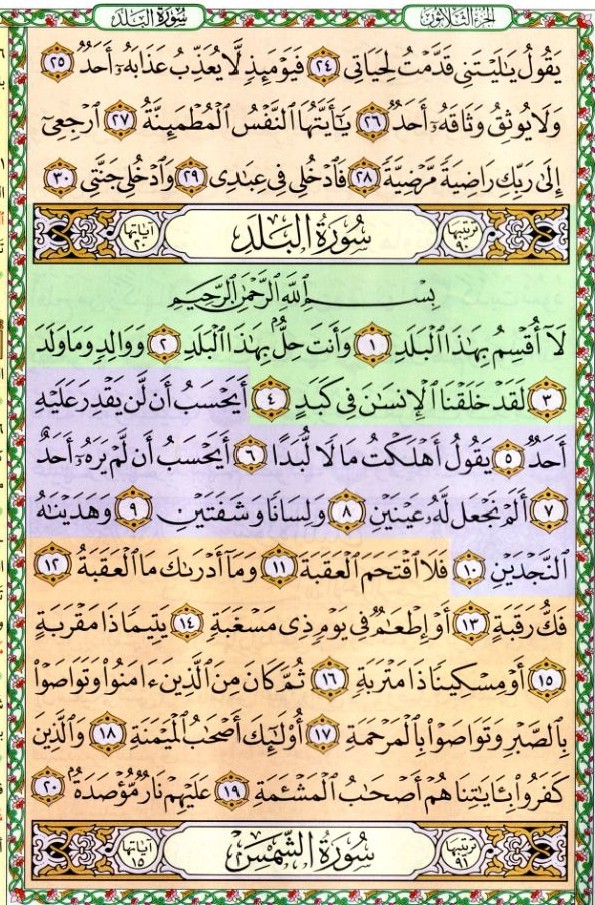 الجزء الثلاثون
سورة البلد
يَقُولُ يَٰلَيْتَنِى قَدَّمْتُ لِحَيَاتِى ٢٤ فَيَوْمَئِذٍ لَّا يُعَذِّبُ عَذَابَهُۥٓ أَحَدٌ ٢٥
وَلَا يُوثِقُ وَثَاقَهُۥٓ أَحَدٌ ٢٦ يَٰٓأَيَّتُهَا ٱلنَّفْسُ ٱلْمُطْمَئِنَّةُ ٢٧ ٱرْجِعِىٓ
إِلَىٰ رَبِّكِ رَاضِيَةً مَّرْضِيَّةً ٢٨ فَٱدْخُلِى فِى عِبَٰدِى ٢٩ وَٱدْخُلِى جَنَّتِى ٣٠
ترتيبها ٩٠ سُورَةُ البَلَدِ آياتها ٢٠
بِسْمِ ٱللَّهِ ٱلرَّحْمَٰنِ ٱلرَّحِيمِ
لَآ أُقْسِمُ بِهَٰذَا ٱلْبَلَدِ ١ وَأَنتَ حِلٌّۢ بِهَٰذَا ٱلْبَلَدِ ٢ وَوَالِدٍ وَمَا وَلَدَ
٣ لَقَدْ خَلَقْنَا ٱلْإِنسَٰنَ فِى كَبَدٍ ٤ أَيَحْسَبُ أَن لَّن يَقْدِرَ عَلَيْهِ
أَحَدٌ ٥ يَقُولُ أَهْلَكْتُ مَالًا لُّبَدًا ٦ أَيَحْسَبُ أَن لَّمْ يَرَهُۥٓ أَحَدٌ
٧ أَلَمْ نَجْعَل لَّهُۥ عَيْنَيْنِ ٨ وَلِسَانًا وَشَفَتَيْنِ ٩ وَهَدَيْنَٰهُ
ٱلنَّجْدَيْنِ ١٠ فَلَا ٱقْتَحَمَ ٱلْعَقَبَةَ ١١ وَمَآ أَدْرَىٰكَ مَا ٱلْعَقَبَةُ ١٢
فَكُّ رَقَبَةٍ ١٣ أَوْ إِطْعَٰمٌ فِى يَوْمٍ ذِى مَسْغَبَةٍ ١٤ يَتِيمًا ذَا مَقْرَبَةٍ
١٥ أَوْ مِسْكِينًا ذَا مَتْرَبَةٍ ١٦ ثُمَّ كَانَ مِنَ ٱلَّذِينَ ءَامَنُوا۟ وَتَوَاصَوْا۟
بِٱلصَّبْرِ وَتَوَاصَوْا۟ بِٱلْمَرْحَمَةِ ١٧ أُو۟لَٰٓئِكَ أَصْحَٰبُ ٱلْمَيْمَنَةِ ١٨ وَٱلَّذِينَ
كَفَرُوا۟ بِـَٔايَٰتِنَا هُمْ أَصْحَٰبُ ٱلْمَشْـَٔمَةِ ١٩ عَلَيْهِمْ نَارٌ مُّؤْصَدَةٌۢ ٢٠
ترتيبها ٩١ سُورَةُ الشَّمْسِ آياتها ١٥